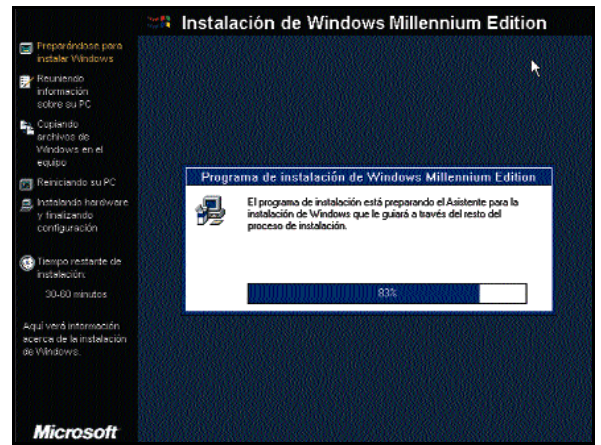 Instalación de Windows Millennium Edition
Preparándose para
instalar Windows
Reuniendo
información
sobre su PC
Copiando
archivos de
Windows en el
equipo
Reiniciando su PC
Instalando hardware
y finalizando
configuración
Tiempo restante de
instalación:
30-60 minutos
Aquí verá información
acerca de la instalación
de Windows.
Microsoft
Programa de instalación de Windows Millennium Edition
El programa de instalación está preparando el Asistente para la
instalación de Windows que le guiará a través del resto del
proceso de instalación.
83%